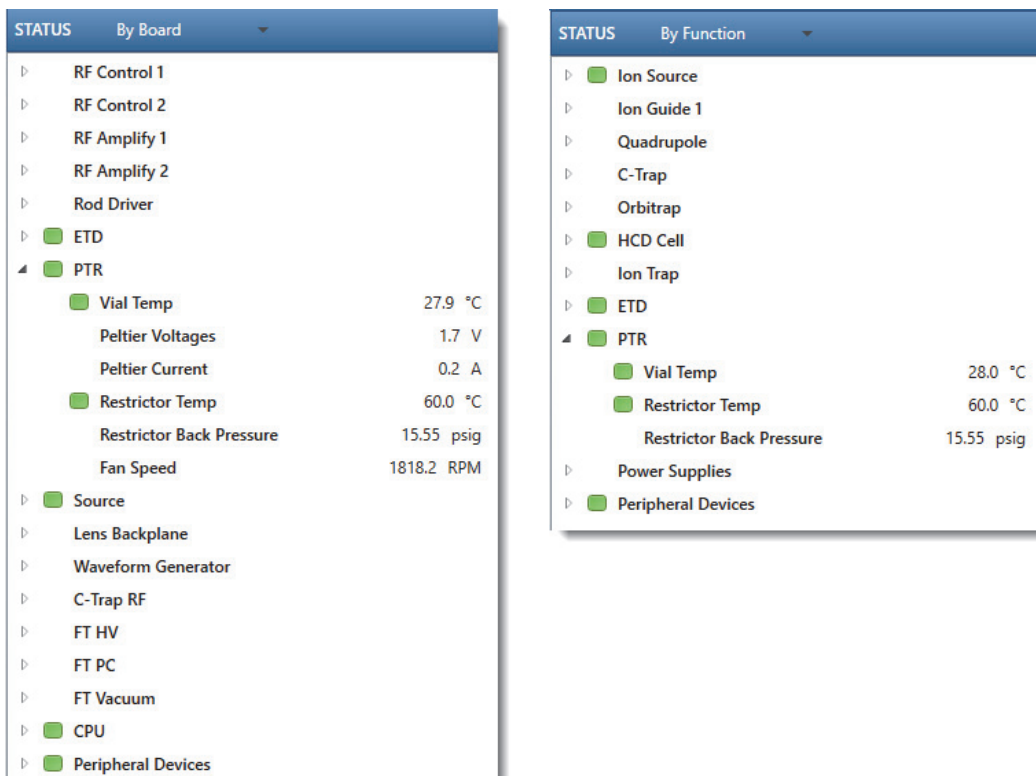 STATUS By Board
RF Control 1
RF Control 2
RF Amplify 1
RF Amplify 2
Rod Driver
ETD
PTR
Vial Temp 27.9 °C
Peltier Voltages 1.7 V
Peltier Current 0.2 A
Restrictor Temp 60.0 °C
Restrictor Back Pressure 15.55 psig
Fan Speed 1818.2 RPM
Source
Lens Backplane
Waveform Generator
C-Trap RF
FT HV
FT PC
FT Vacuum
CPU
Peripheral Devices
STATUS By Function
Ion Source
Ion Guide 1
Quadrupole
C-Trap
Orbitrap
HCD Cell
Ion Trap
ETD
PTR
Vial Temp 28.0 °C
Restrictor Temp 60.0 °C
Restrictor Back Pressure 15.55 psig
Power Supplies
Peripheral Devices